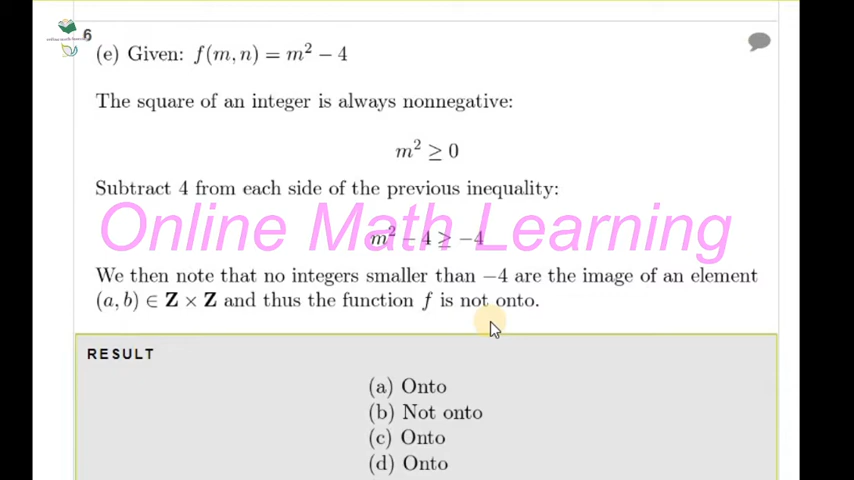 6
(e) Given: f(m, n) = m² − 4
The square of an integer is always nonnegative:
m² ≥ 0
Subtract 4 from each side of the previous inequality:
Online Math Learning
m² − 4 ≥ −4
We then note that no integers smaller than −4 are the image of an element
(a, b) ∈ Z × Z and thus the function f is not onto.
RESULT
(a) Onto
(b) Not onto
(c) Onto
(d) Onto